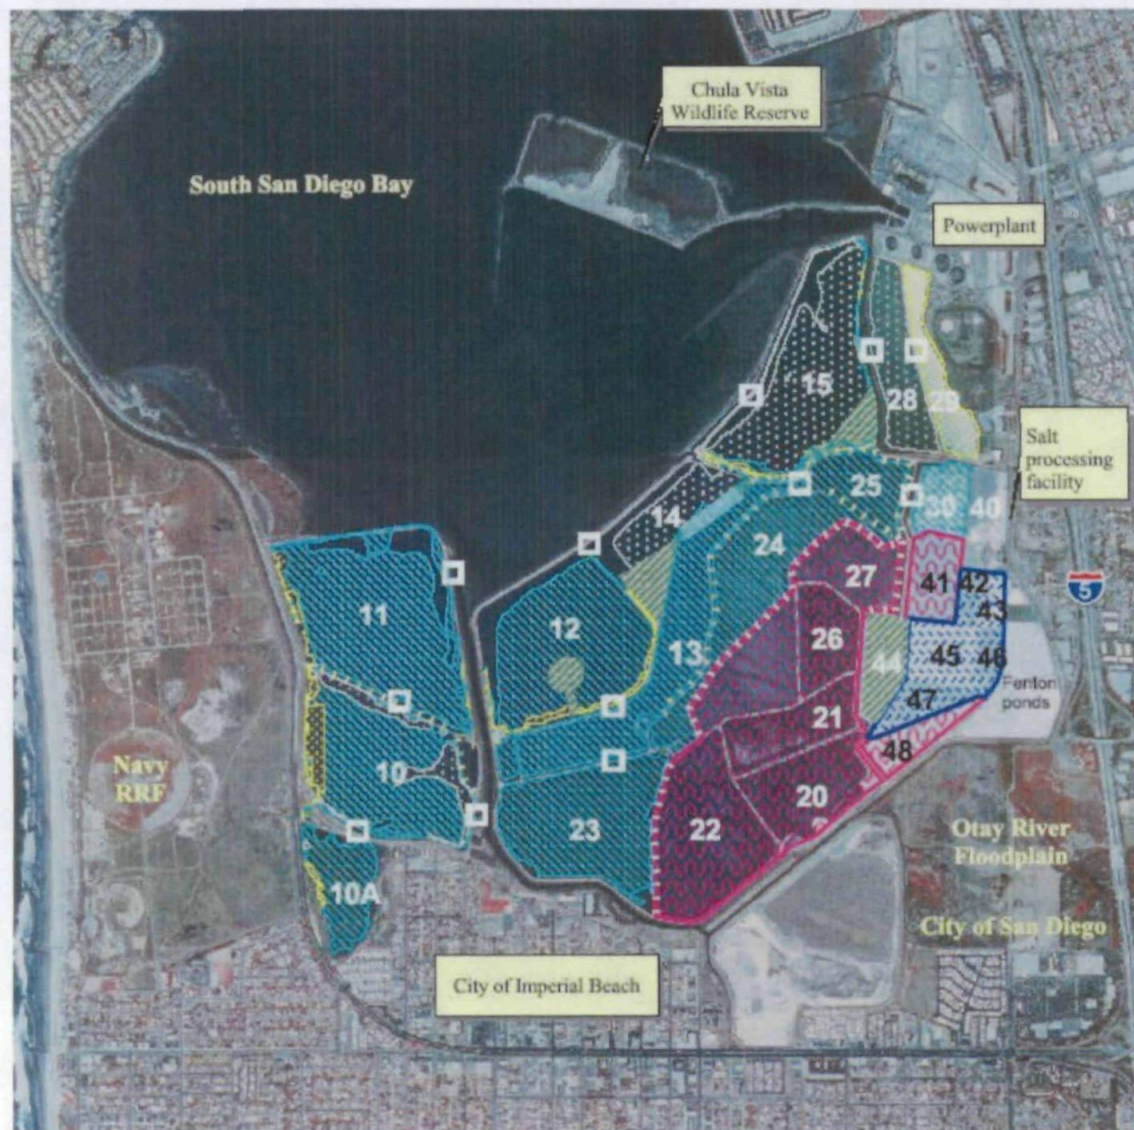 Chula Vista
Wildlife Reserve
South San Diego Bay
Powerplant
15
28
29
Salt
processing
facility
25
30
40
14
24
27
41
42
5
11
12
43
13
26
44
45
46
21
47
Fenton
ponds
48
Navy
RRF
10
20
22
23
Otay River
Floodplain
10A
City of San Diego
City of Imperial Beach